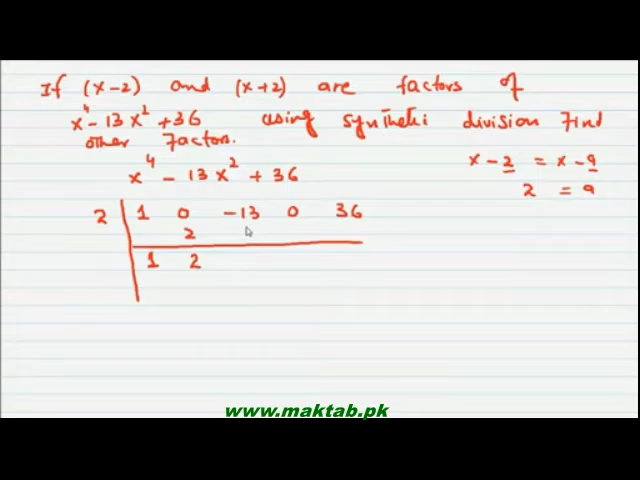 If (x-2) and (x+2) are factors of
x⁴ - 13x² + 36 using synthetic division Find
other Factors.
x⁴ - 13x² + 36
x - 2 = x - a
2 = a
2 | 1 0 -13 0 36
2
1 2
www.maktab.pk